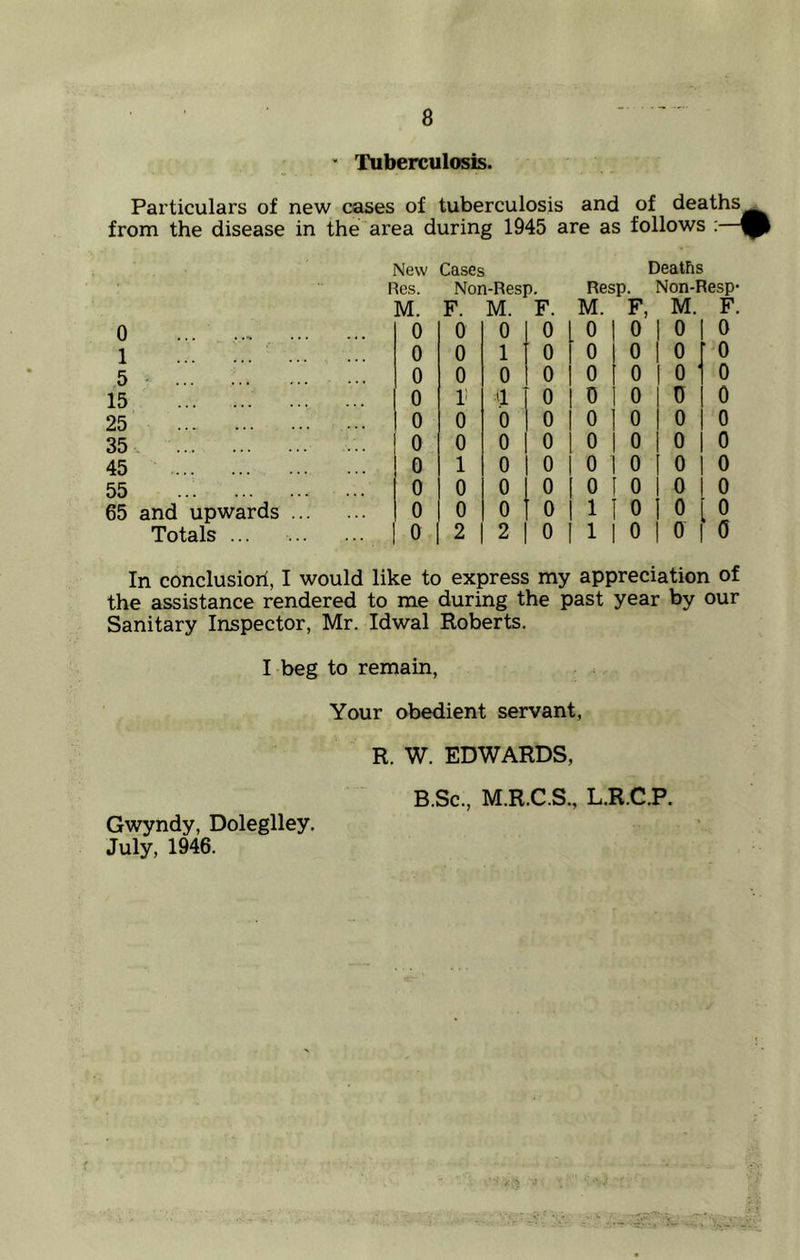 8
Tuberculosis.
Particulars of new cases of tuberculosis and of deaths
from the disease in the area during 1945 are as follows :—
New Cases Deaths
Res. Non-Resp. Resp. Non-Resp.
M. F. M. F. M. F, M. F.
0 ... ... ... ... | 0 | 0 | 0 | 0 | 0 | 0 | 0 | 0
1 ... ... ... ... 0 | 0 | 1 | 0 | 0 | 0 | 0 | 0
5 ... ... ... ... 0 | 0 | 0 | 0 | 0 | 0 | 0 | 0
15 ... ... ... ... | 0 | 1 | 1 | 0 | 0 | 0 | 0 | 0
25 ... ... ... ... | 0 | 0 | 0 | 0 | 0 | 0 | 0 | 0
35 ... ... ... ... | 0 | 0 | 0 | 0 | 0 | 0 | 0 | 0
45 ... ... ... ... | 0 | 1 | 0 | 0 | 0 | 0 | 0 | 0
55 ... ... ... ... 0 | 0 | 0 | 0 | 0 | 0 | 0 | 0
65 and upwards ... ... | 0 | 0 | 0 | 0 | 1 | 0 | 0 | 0
Totals ... ... ... | 0 | 2 | 2 | 0 | 1 | 0 | 0 | 0
In conclusion, I would like to express my appreciation of
the assistance rendered to me during the past year by our
Sanitary Inspector, Mr. Idwal Roberts.
I beg to remain,
Your obedient servant,
R. W. EDWARDS,
B.Sc., M.R.C.S., L.R.C.P.
Gwyndy, Doleglley.
July, 1946.